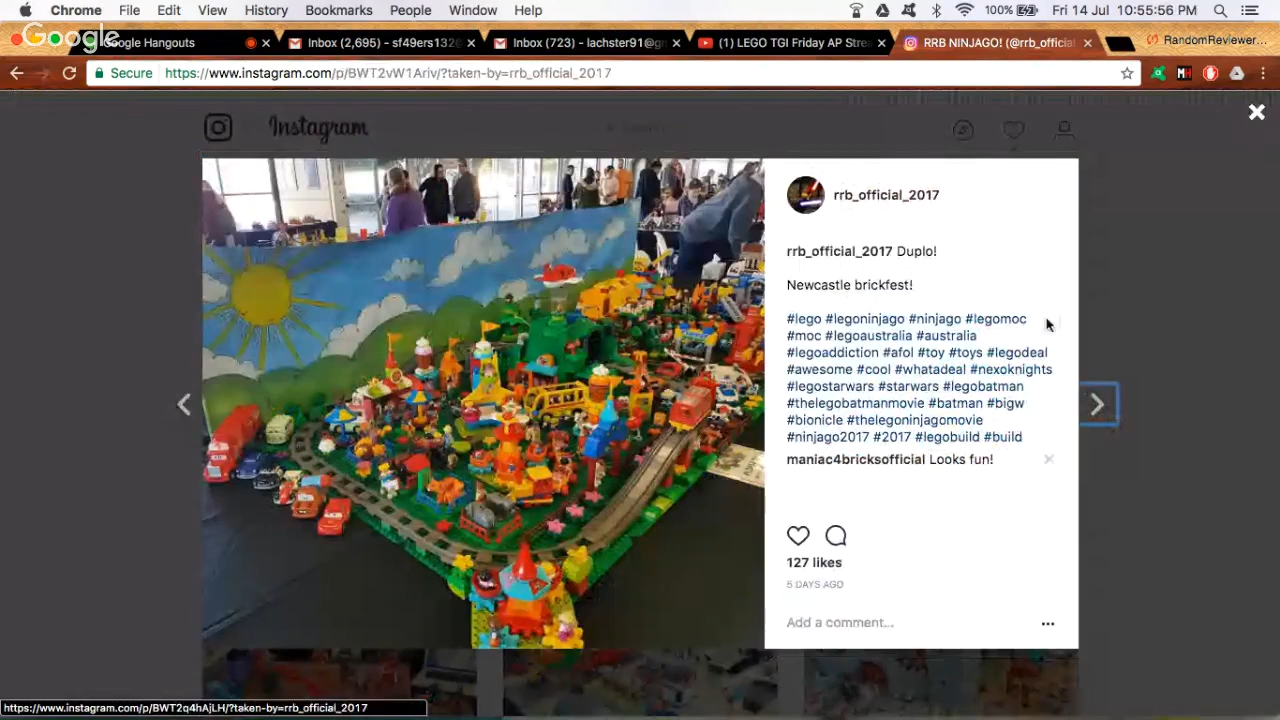 Chrome File Edit View History Bookmarks People Window Help 100% Fri 14 Jul 10:55:56 PM
Google
Google Hangouts
Inbox (2,695) - sf49ers132
Inbox (723) - lachster91@gm
(1) LEGO TGI Friday AP Strea
RRB NINJAGO! (@rrb_official
RandomReviewer...
Secure https://www.instagram.com/p/BWT2vW1Ariv/?taken-by=rrb_official_2017
Instagram
rrb_official_2017
rrb_official_2017 Duplo!
Newcastle brickfest!
#lego #legoninjago #ninjago #legomoc
#moc #legoaustralia #australia
#legoaddiction #afol #toy #toys #legodeal
#awesome #cool #whatadeal #nexoknights
#legostarwars #starwars #legobatman
#thelegobatmanmovie #batman #bigw
#bionicle #thelegoninjagomovie
#ninjago2017 #2017 #legobuild #build
maniac4bricksofficial Looks fun!
127 likes
5 DAYS AGO
Add a comment...
https://www.instagram.com/p/BWT2q4hAjLH/?taken-by=rrb_official_2017